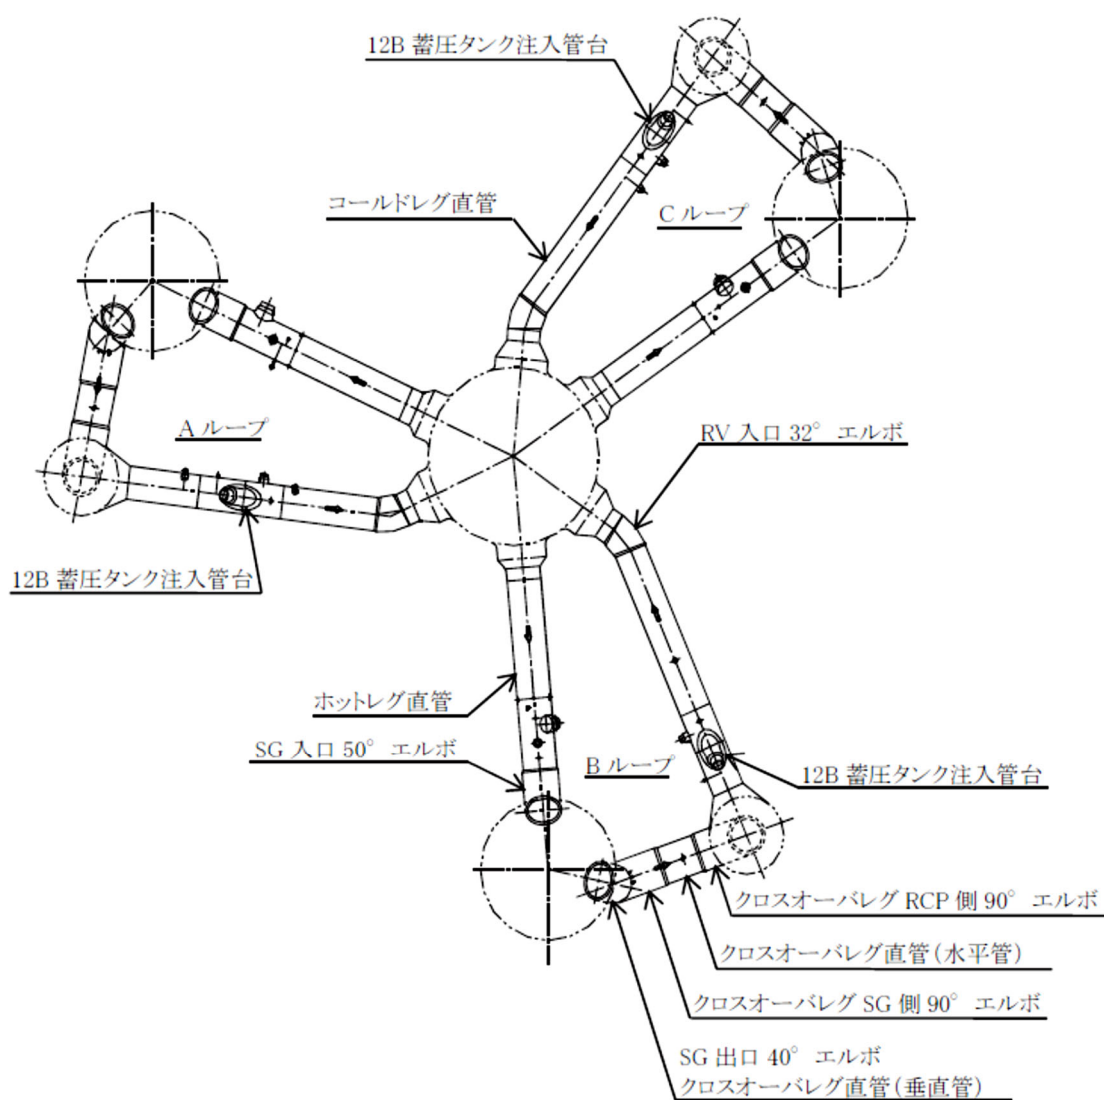 12B 蓄圧タンク注入管台
コールドレグ直管
C ループ
A ループ
RV 入口 32° エルボ
12B 蓄圧タンク注入管台
ホットレグ直管
SG 入口 50° エルボ
B ループ
12B 蓄圧タンク注入管台
クロスオーバレグ RCP 側 90° エルボ
クロスオーバレグ直管(水平管)
クロスオーバレグ SG 側 90° エルボ
SG 出口 40° エルボ
クロスオーバレグ直管(垂直管)